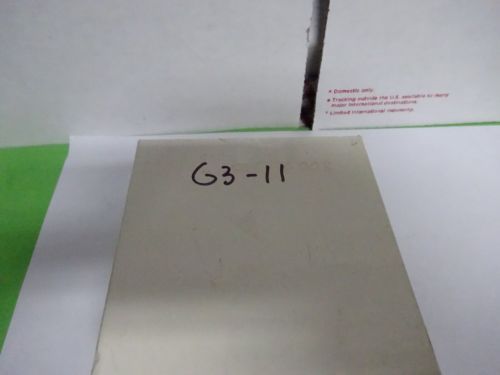 * Domestic only.
* Tracking outside the U.S. available to many
major international destinations.
* Limited international indemnity.
G3-11